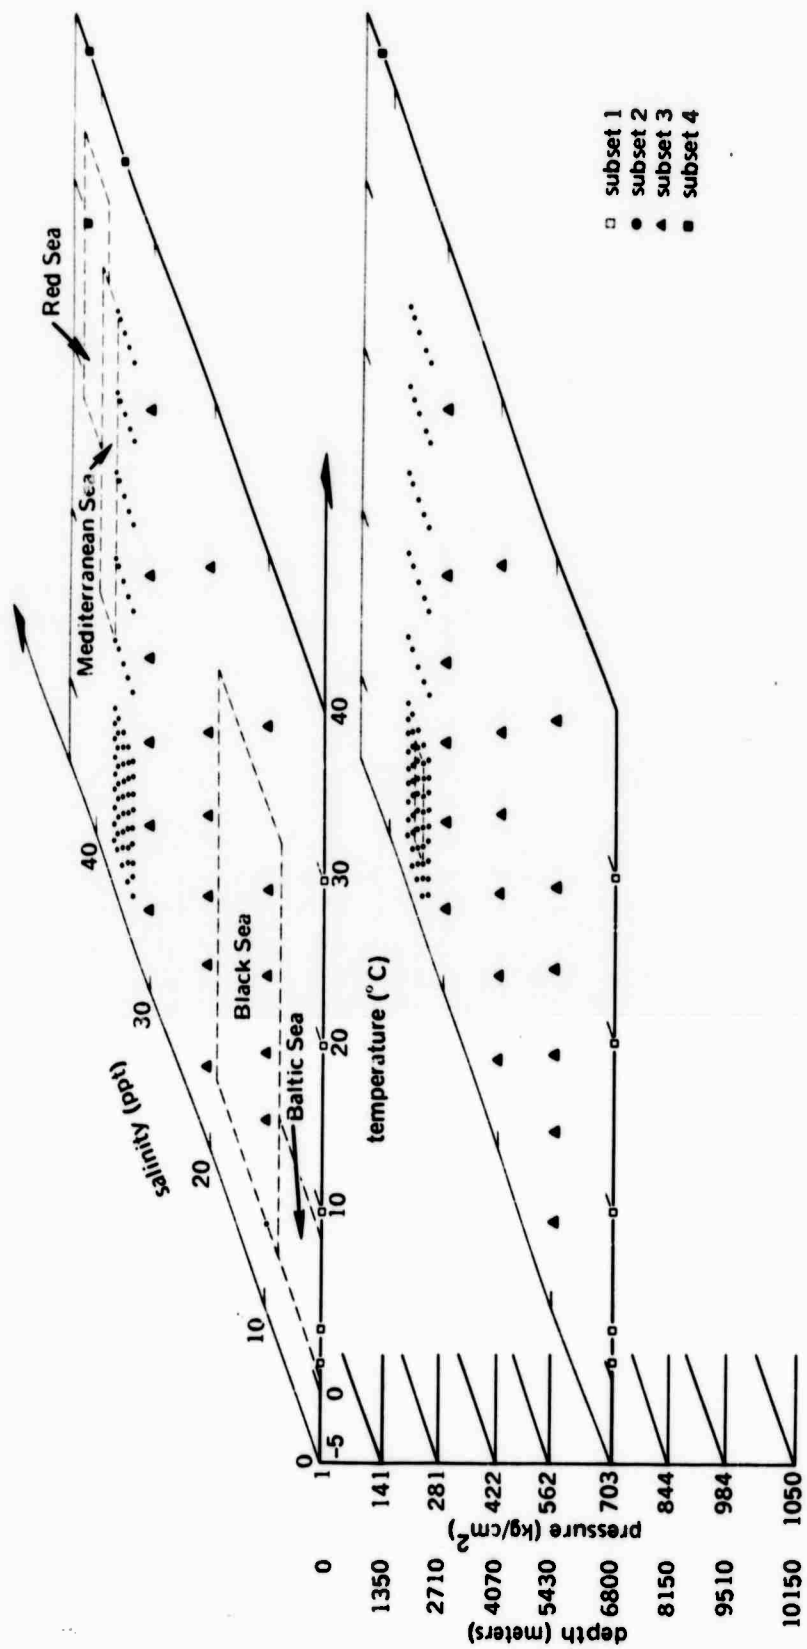 Red Sea
Mediterranean Sea
Black Sea
Baltic Sea
salinity (ppt)
0
10
20
30
40
temperature (°C)
-5
0
10
20
30
40
□ subset 1
● subset 2
▲ subset 3
■ subset 4
pressure (kg/cm²)
1
141
281
422
562
703
844
984
1050
depth (meters)
0
1350
2710
4070
5430
6800
8150
9510
10150